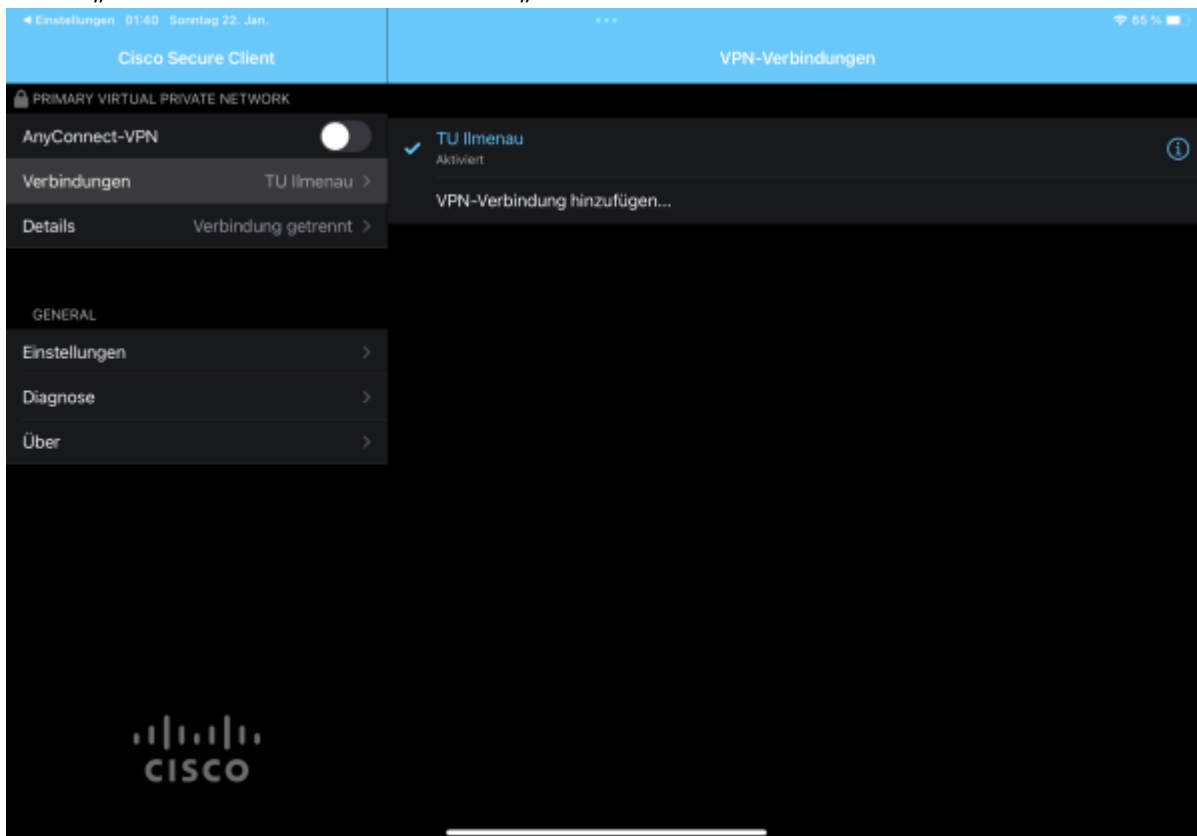 ◀ Einstellungen 01:40 Sonntag 22. Jan.
65 %
Cisco Secure Client
VPN-Verbindungen
PRIMARY VIRTUAL PRIVATE NETWORK
AnyConnect-VPN
Verbindungen TU Ilmenau >
Details Verbindung getrennt >
TU Ilmenau
Aktiviert
VPN-Verbindung hinzufügen...
GENERAL
Einstellungen >
Diagnose >
Über >
CISCO